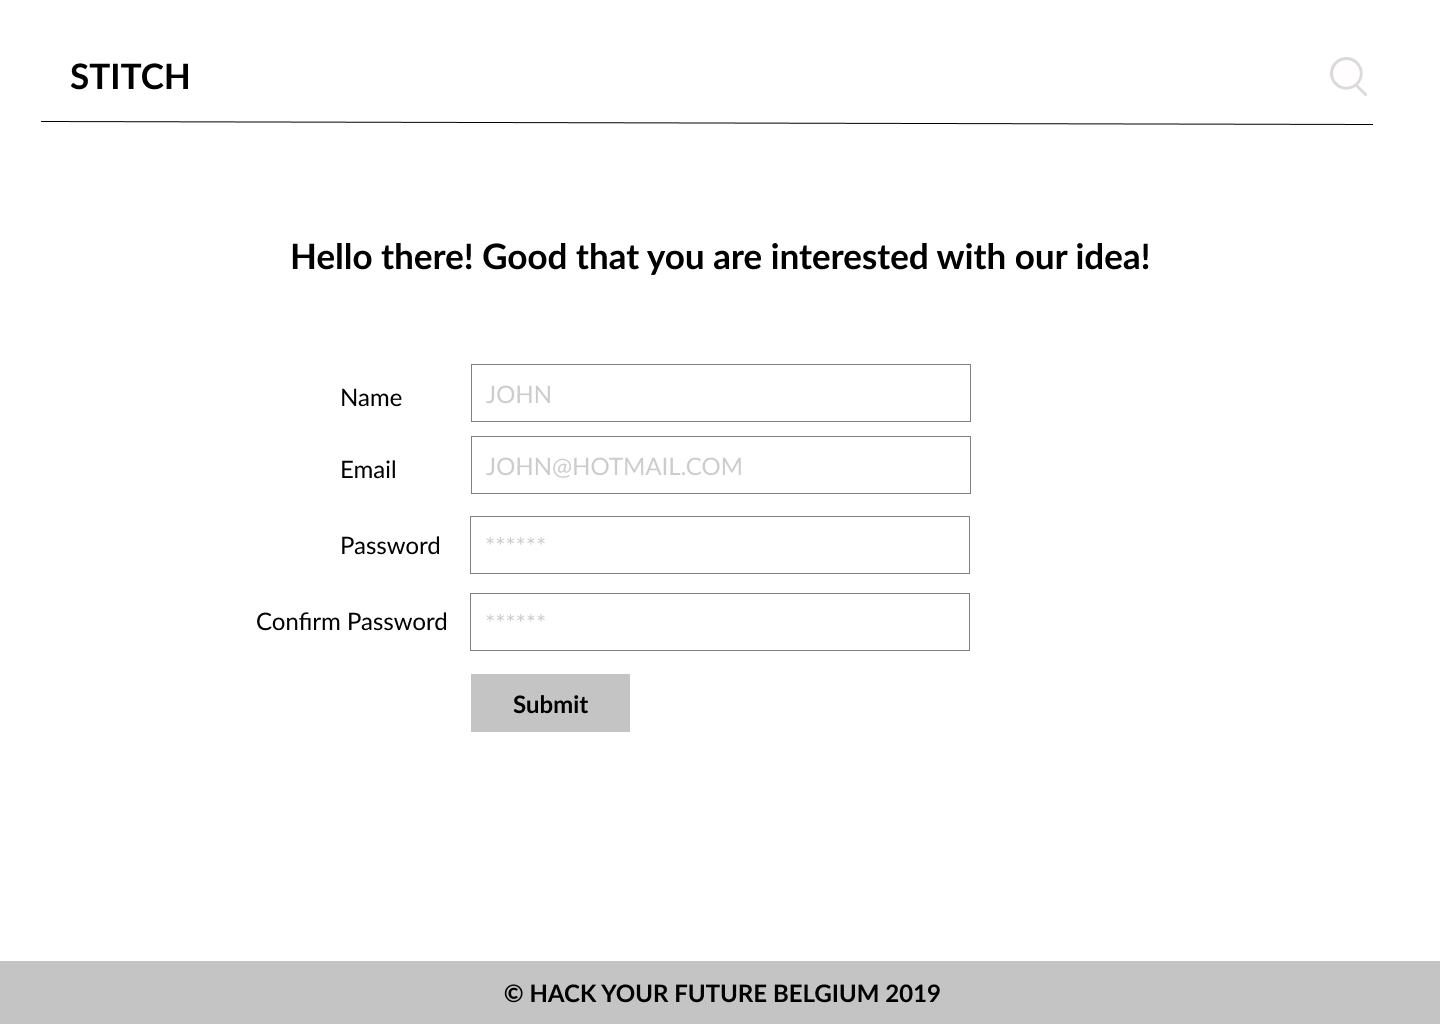 STITCH
Hello there! Good that you are interested with our idea!
Name
JOHN
Email
JOHN@HOTMAIL.COM
Password
******
Confirm Password
******
Submit
© HACK YOUR FUTURE BELGIUM 2019